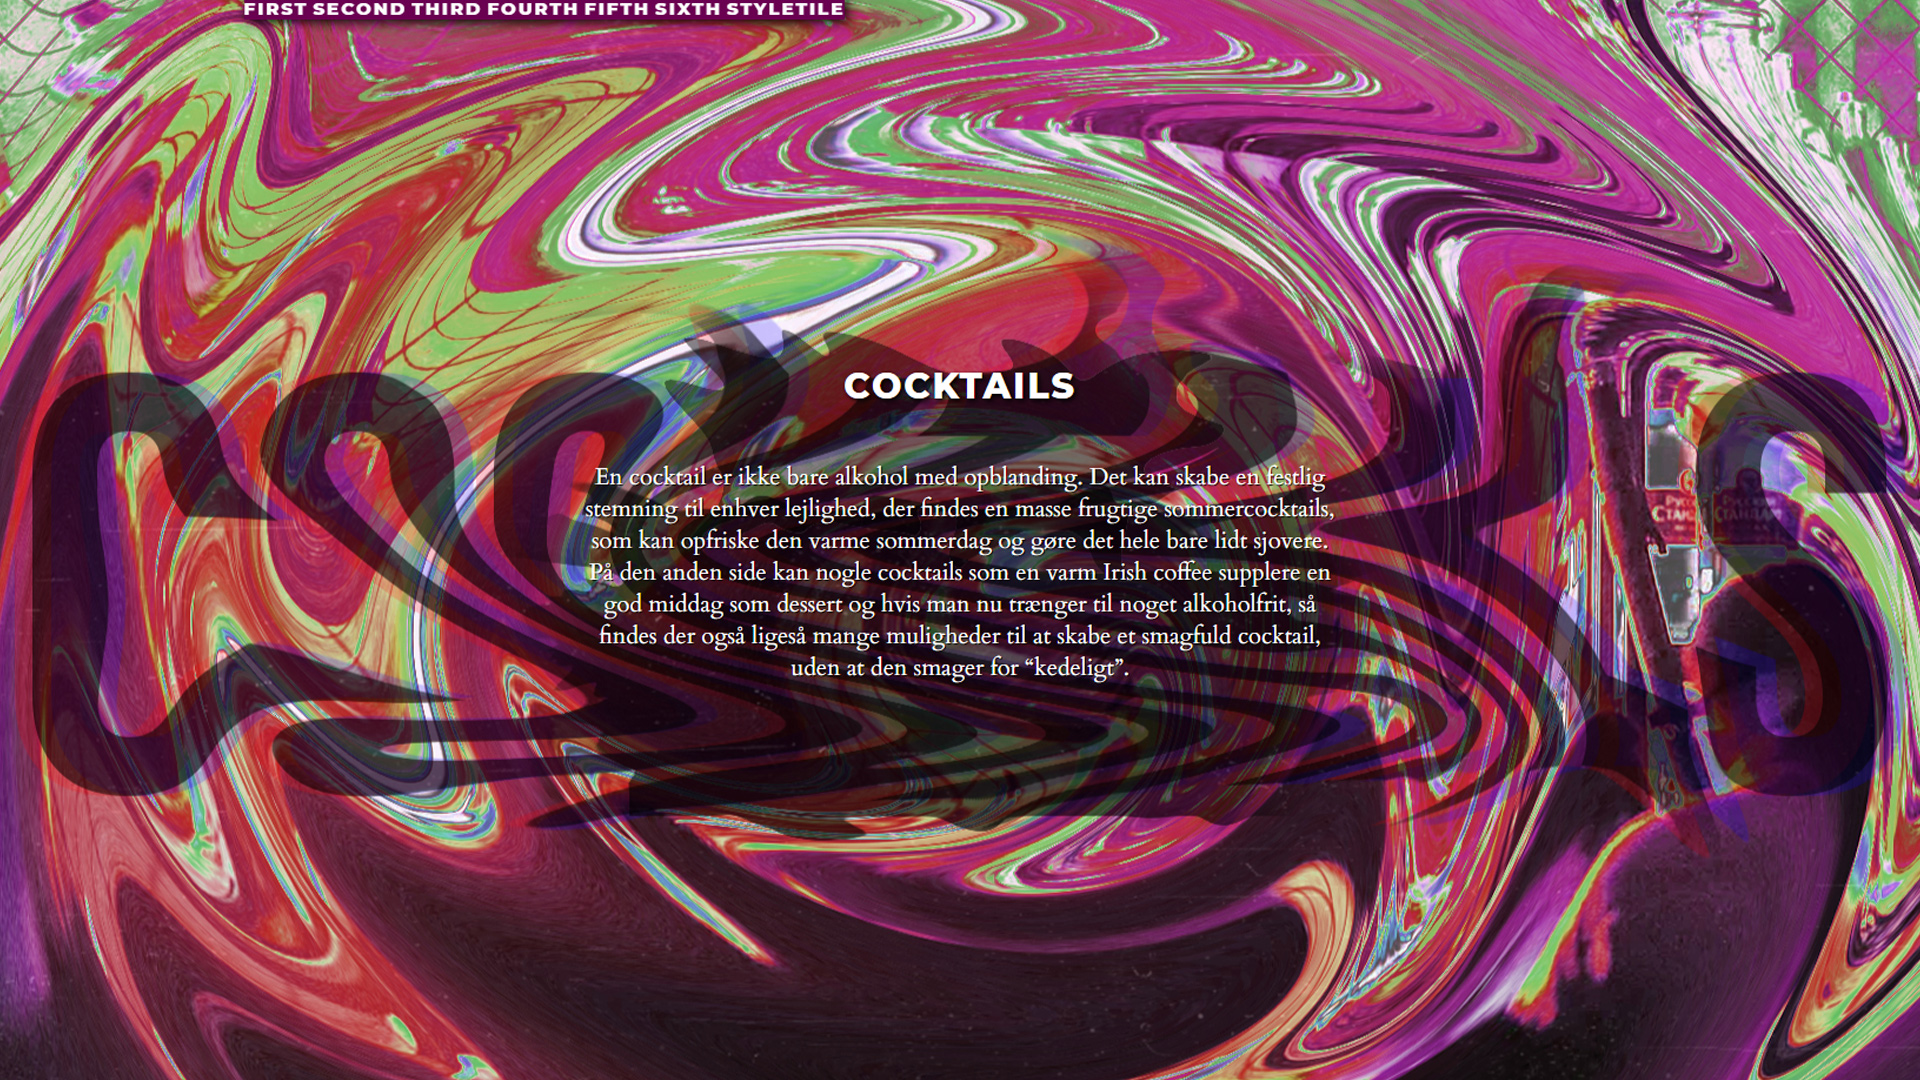 FIRST SECOND THIRD FOURTH FIFTH SIXTH STYLETILE
COCKTAILS
En cocktail er ikke bare alkohol med opblanding. Det kan skabe en festlig
stemning til enhver lejlighed, der findes en masse frugtige sommercocktails,
som kan opfriske den varme sommerdag og gøre det hele bare lidt sjovere.
På den anden side kan nogle cocktails som en varm Irish coffee supplere en
god middag som dessert og hvis man nu trænger til noget alkoholfrit, så
findes der også ligeså mange muligheder til at skabe et smagfuld cocktail,
uden at den smager for “kedeligt”.